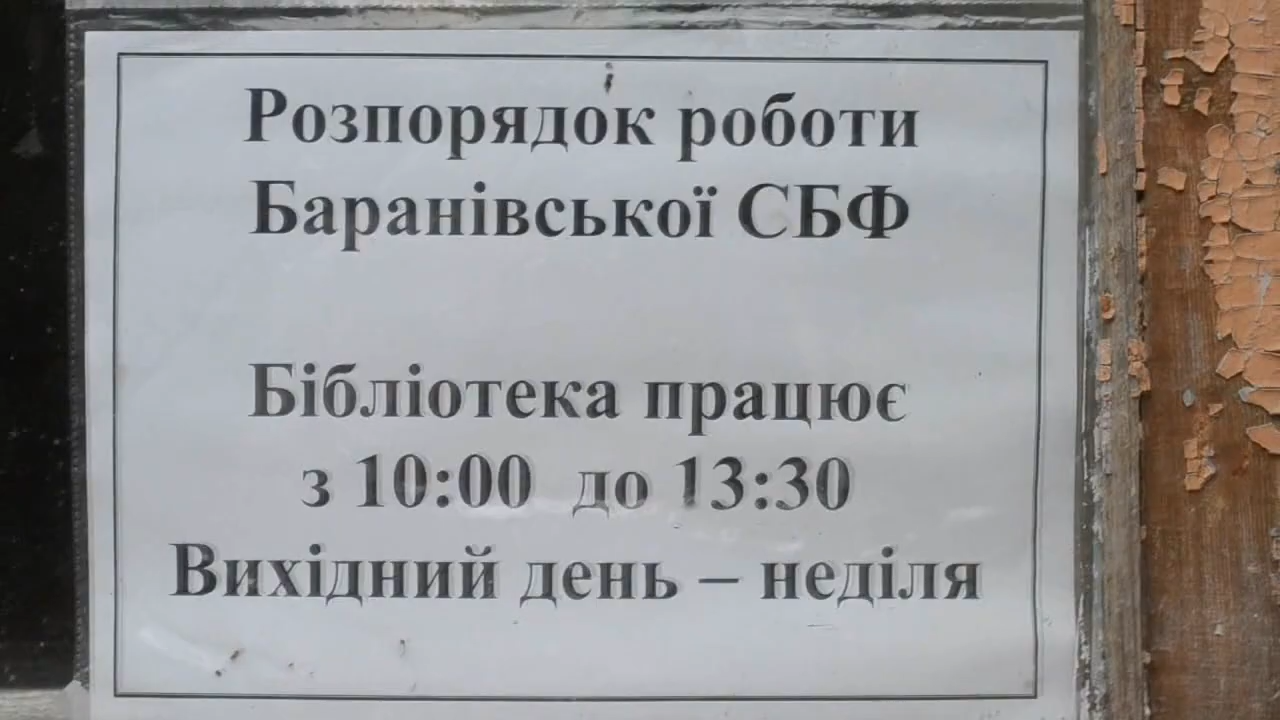 Розпорядок роботи
Баранівської СБФ
Бібліотека працює
з 10:00 до 13:30
Вихідний день – неділя